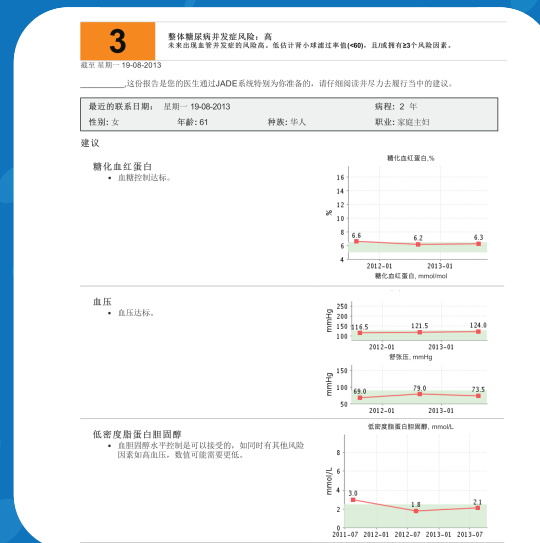 3
整体糖尿病并发症风险：高
未来出现血管并发症的风险高。低估计肾小球滤过率值(<60)，且/或拥有≥3个风险因素。
截至 星期一 19-08-2013
__________,这份报告是您的医生通过JADE系统特别为你准备的，请仔细阅读并尽力去履行当中的建议。
最近的联系日期： 星期一 19-08-2013 病程: 2 年
性别: 女 年龄: 61 种族: 华人 职业: 家庭主妇
建议
糖化血红蛋白
• 血糖控制达标。
糖化血红蛋白,%
%
16
14
12
10
8
6
4
6.6 6.2 6.3
2012-01 2013-01
糖化血红蛋白, mmol/mol
血压
• 血压达标。
mmHg
250
200
150
100
116.5 121.5 124.0
2012-01 2013-01
舒张压, mmHg
mmHg
150
100
50
69.0 79.0 73.5
2012-01 2013-01
低密度脂蛋白胆固醇
• 血胆固醇水平控制是可以接受的，如同时有其他风险
因素如高血压，数值可能需要更低。
低密度脂蛋白胆固醇, mmol/L
mmol/L
8
6
4
2
0
3.0 1.8 2.1
2011-07 2012-01 2012-07 2013-01 2013-07